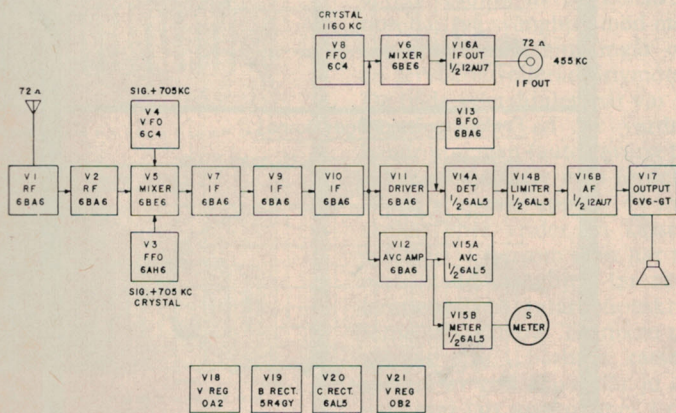 CRYSTAL
1160 KC
V8
FFO
6C4
V6
MIXER
6BE6
V16A
IF OUT
1/2 12AU7
72 Ω
455 KC
IF OUT
72 Ω
SIG.+705KC
V4
VFO
6C4
V13
BFO
6BA6
V1
RF
6BA6
V2
RF
6BA6
V5
MIXER
6BE6
V7
IF
6BA6
V9
IF
6BA6
V10
IF
6BA6
V11
DRIVER
6BA6
V14A
DET
1/2 6AL5
V14B
LIMITER
1/2 6AL5
V16B
AF
1/2 12AU7
V17
OUTPUT
6V6-GT
V3
FFO
6AH6
SIG.+705 KC
CRYSTAL
V12
AVC AMP
6BA6
V15A
AVC
1/2 6AL5
V15B
METER
1/2 6AL5
S
METER
V18
V REG
OA2
V19
B RECT.
5R4GY
V20
C RECT.
6AL5
V21
V REG
OB2